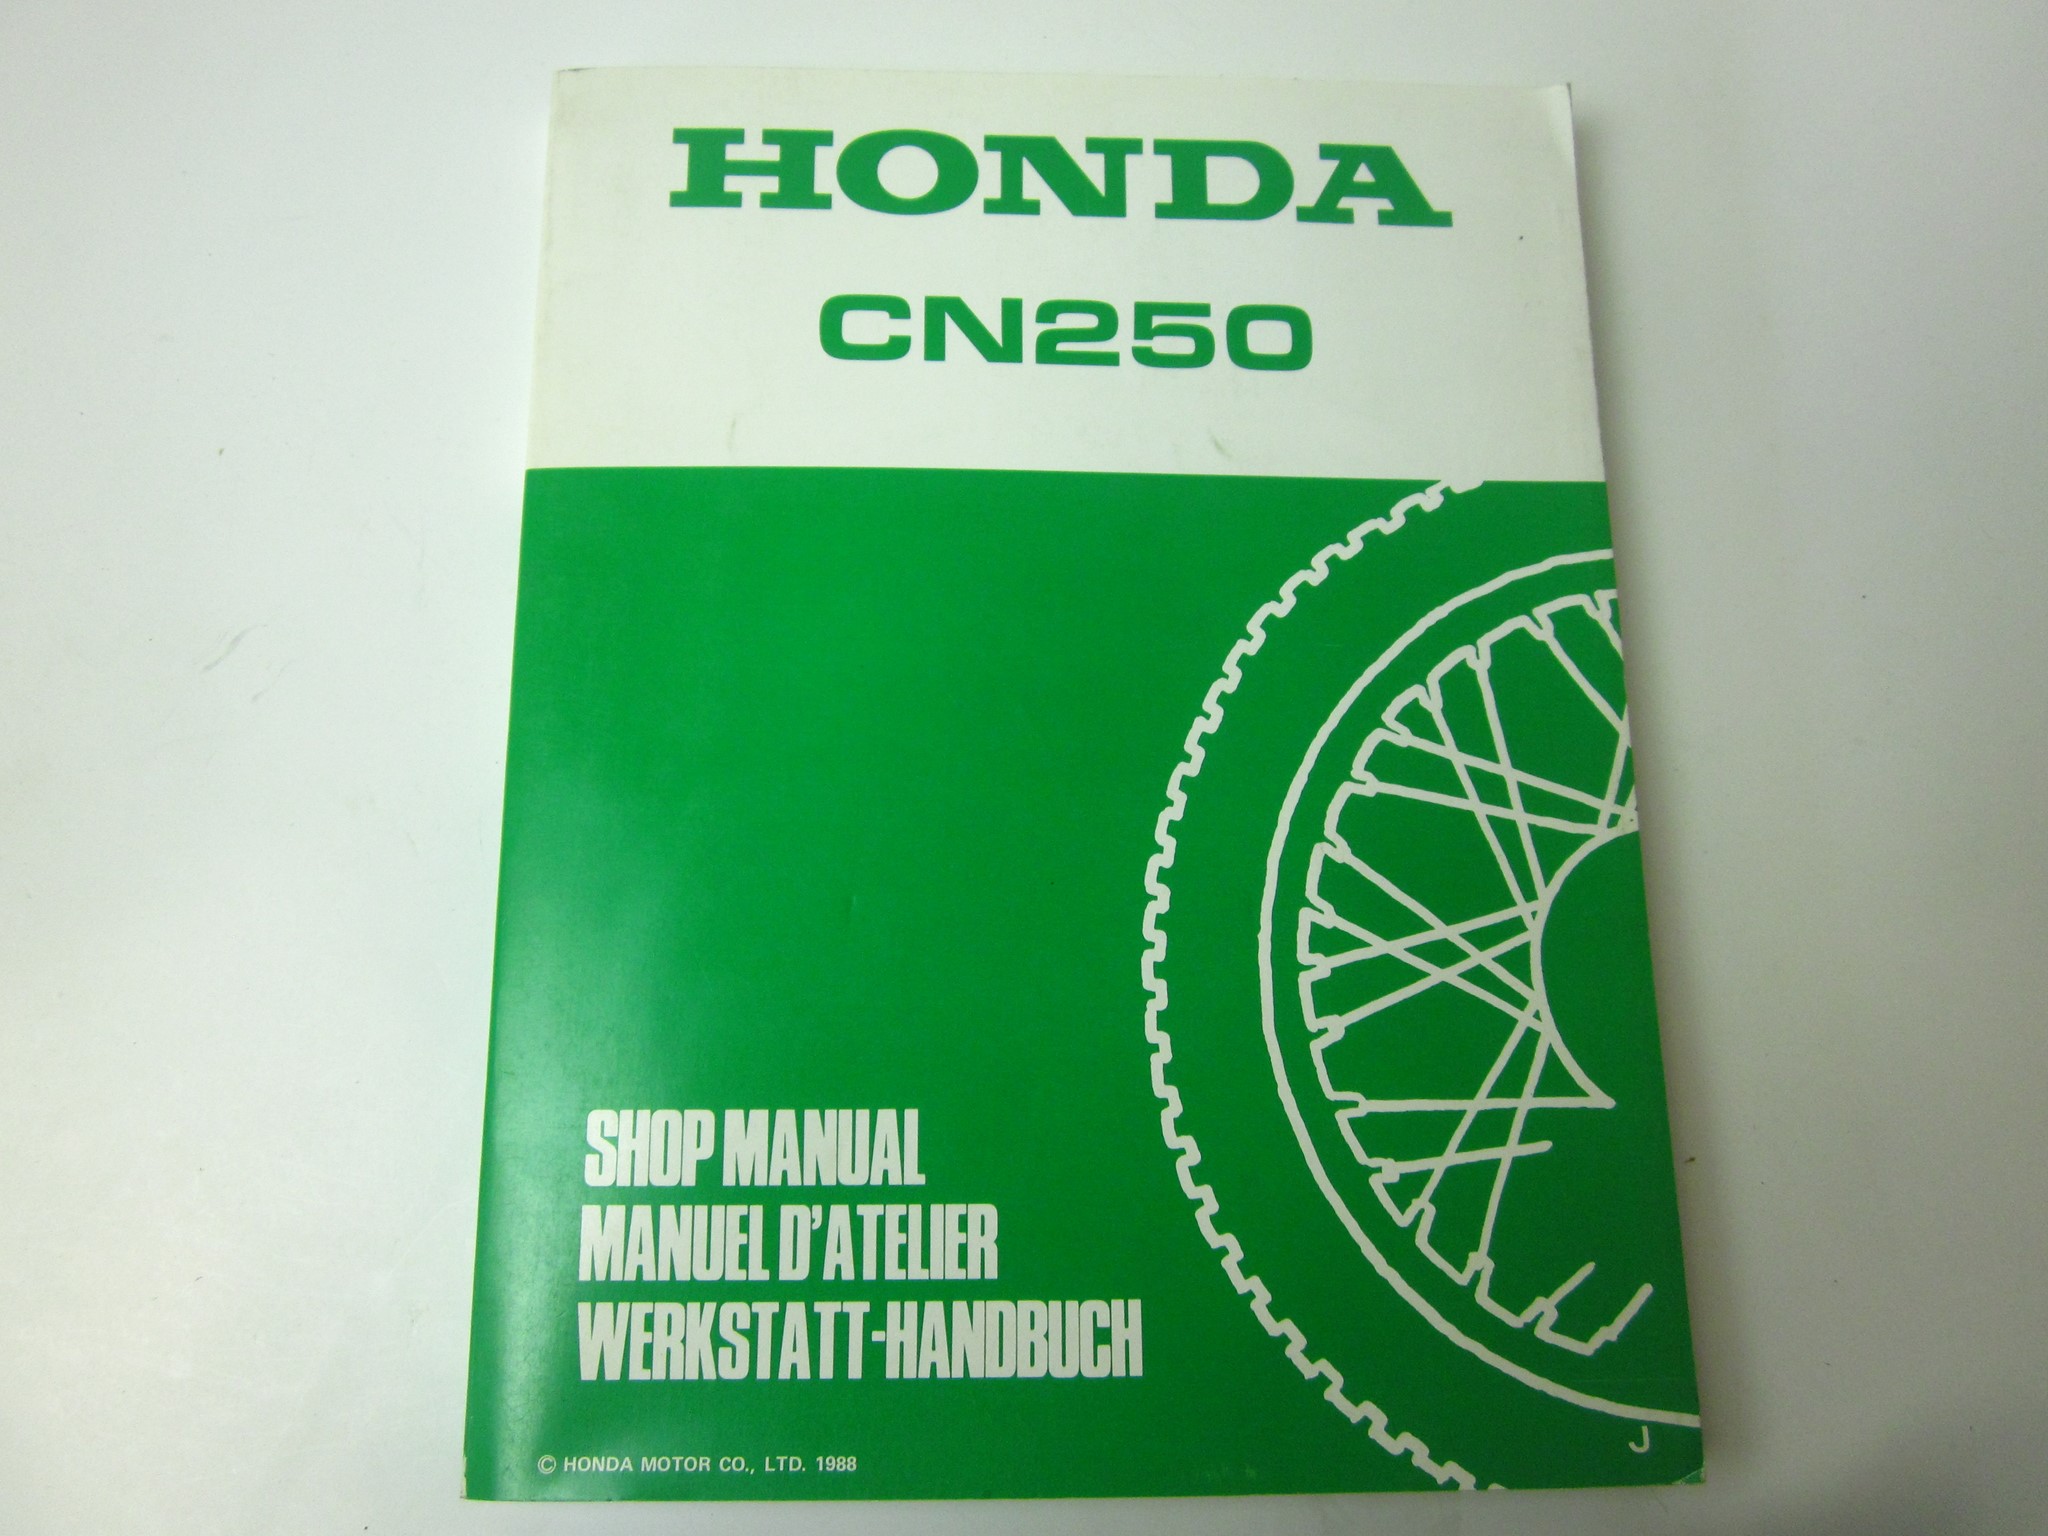 HONDA
CN250
SHOP MANUAL
MANUEL D'ATELIER
WERKSTATT-HANDBUCH
J
© HONDA MOTOR CO., LTD. 1988